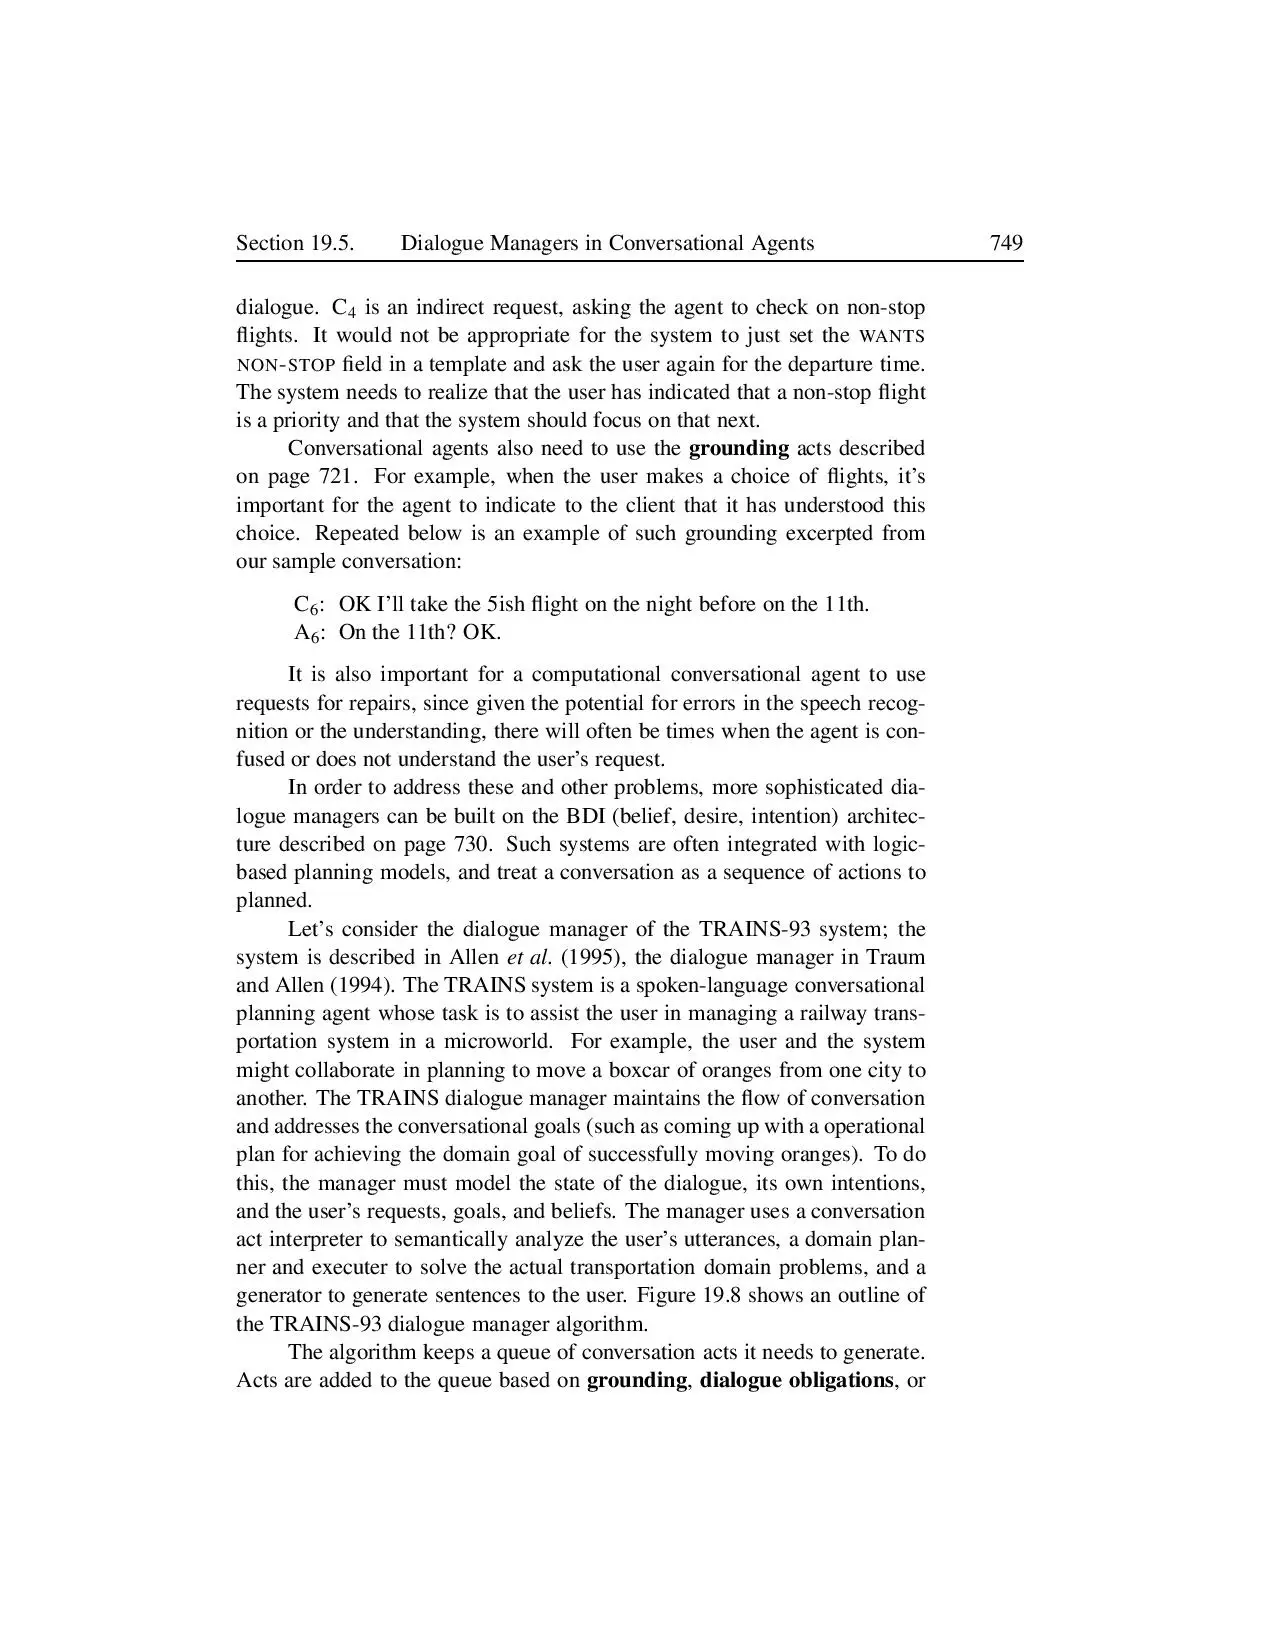 Section 19.5. Dialogue Managers in Conversational Agents 749
dialogue. C4 is an indirect request, asking the agent to check on non-stop
flights. It would not be appropriate for the system to just set the WANTS
NON-STOP field in a template and ask the user again for the departure time.
The system needs to realize that the user has indicated that a non-stop flight
is a priority and that the system should focus on that next.
Conversational agents also need to use the grounding acts described
on page 721. For example, when the user makes a choice of flights, it's
important for the agent to indicate to the client that it has understood this
choice. Repeated below is an example of such grounding excerpted from
our sample conversation:
C6: OK I'll take the 5ish flight on the night before on the 11th.
A6: On the 11th? OK.
It is also important for a computational conversational agent to use
requests for repairs, since given the potential for errors in the speech recog-
nition or the understanding, there will often be times when the agent is con-
fused or does not understand the user's request.
In order to address these and other problems, more sophisticated dia-
logue managers can be built on the BDI (belief, desire, intention) architec-
ture described on page 730. Such systems are often integrated with logic-
based planning models, and treat a conversation as a sequence of actions to
planned.
Let's consider the dialogue manager of the TRAINS-93 system; the
system is described in Allen et al. (1995), the dialogue manager in Traum
and Allen (1994). The TRAINS system is a spoken-language conversational
planning agent whose task is to assist the user in managing a railway trans-
portation system in a microworld. For example, the user and the system
might collaborate in planning to move a boxcar of oranges from one city to
another. The TRAINS dialogue manager maintains the flow of conversation
and addresses the conversational goals (such as coming up with a operational
plan for achieving the domain goal of successfully moving oranges). To do
this, the manager must model the state of the dialogue, its own intentions,
and the user's requests, goals, and beliefs. The manager uses a conversation
act interpreter to semantically analyze the user's utterances, a domain plan-
ner and executer to solve the actual transportation domain problems, and a
generator to generate sentences to the user. Figure 19.8 shows an outline of
the TRAINS-93 dialogue manager algorithm.
The algorithm keeps a queue of conversation acts it needs to generate.
Acts are added to the queue based on grounding, dialogue obligations, or